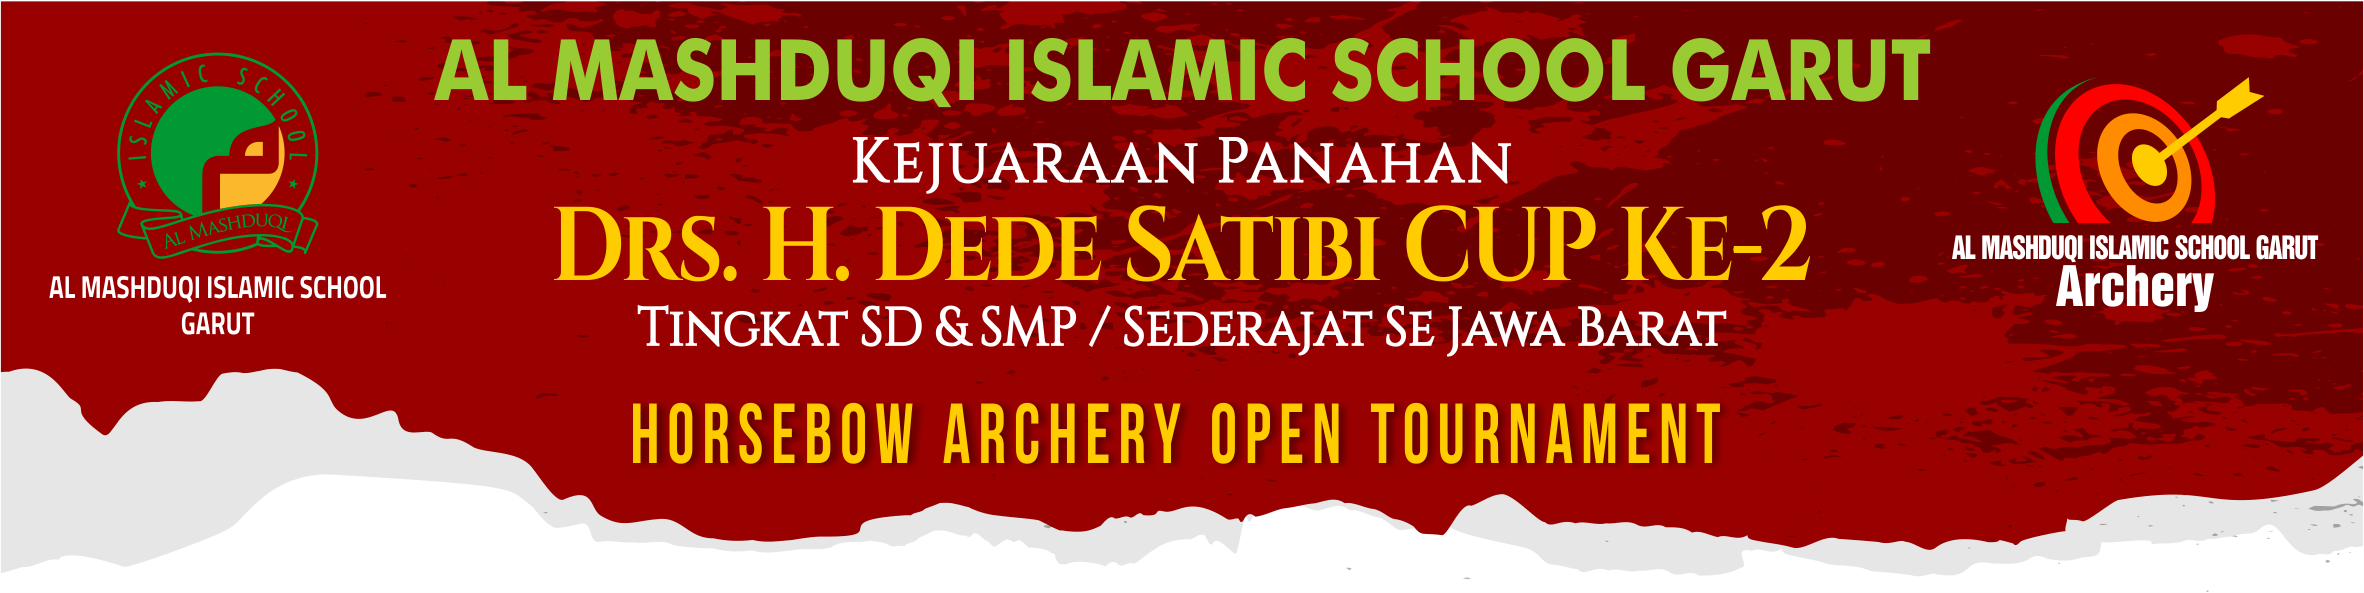 AL MASHDUQI ISLAMIC SCHOOL GARUT
KEJUARAAN PANAHAN
DRS. H. DEDE SATIBI CUP KE-2
TINGKAT SD & SMP / SEDERAJAT SE JAWA BARAT
HORSEBOW ARCHERY OPEN TOURNAMENT
ISLAMIC SCHOOL
AL MASHDUQI
AL MASHDUQI ISLAMIC SCHOOL
GARUT
AL MASHDUQI ISLAMIC SCHOOL GARUT
Archery